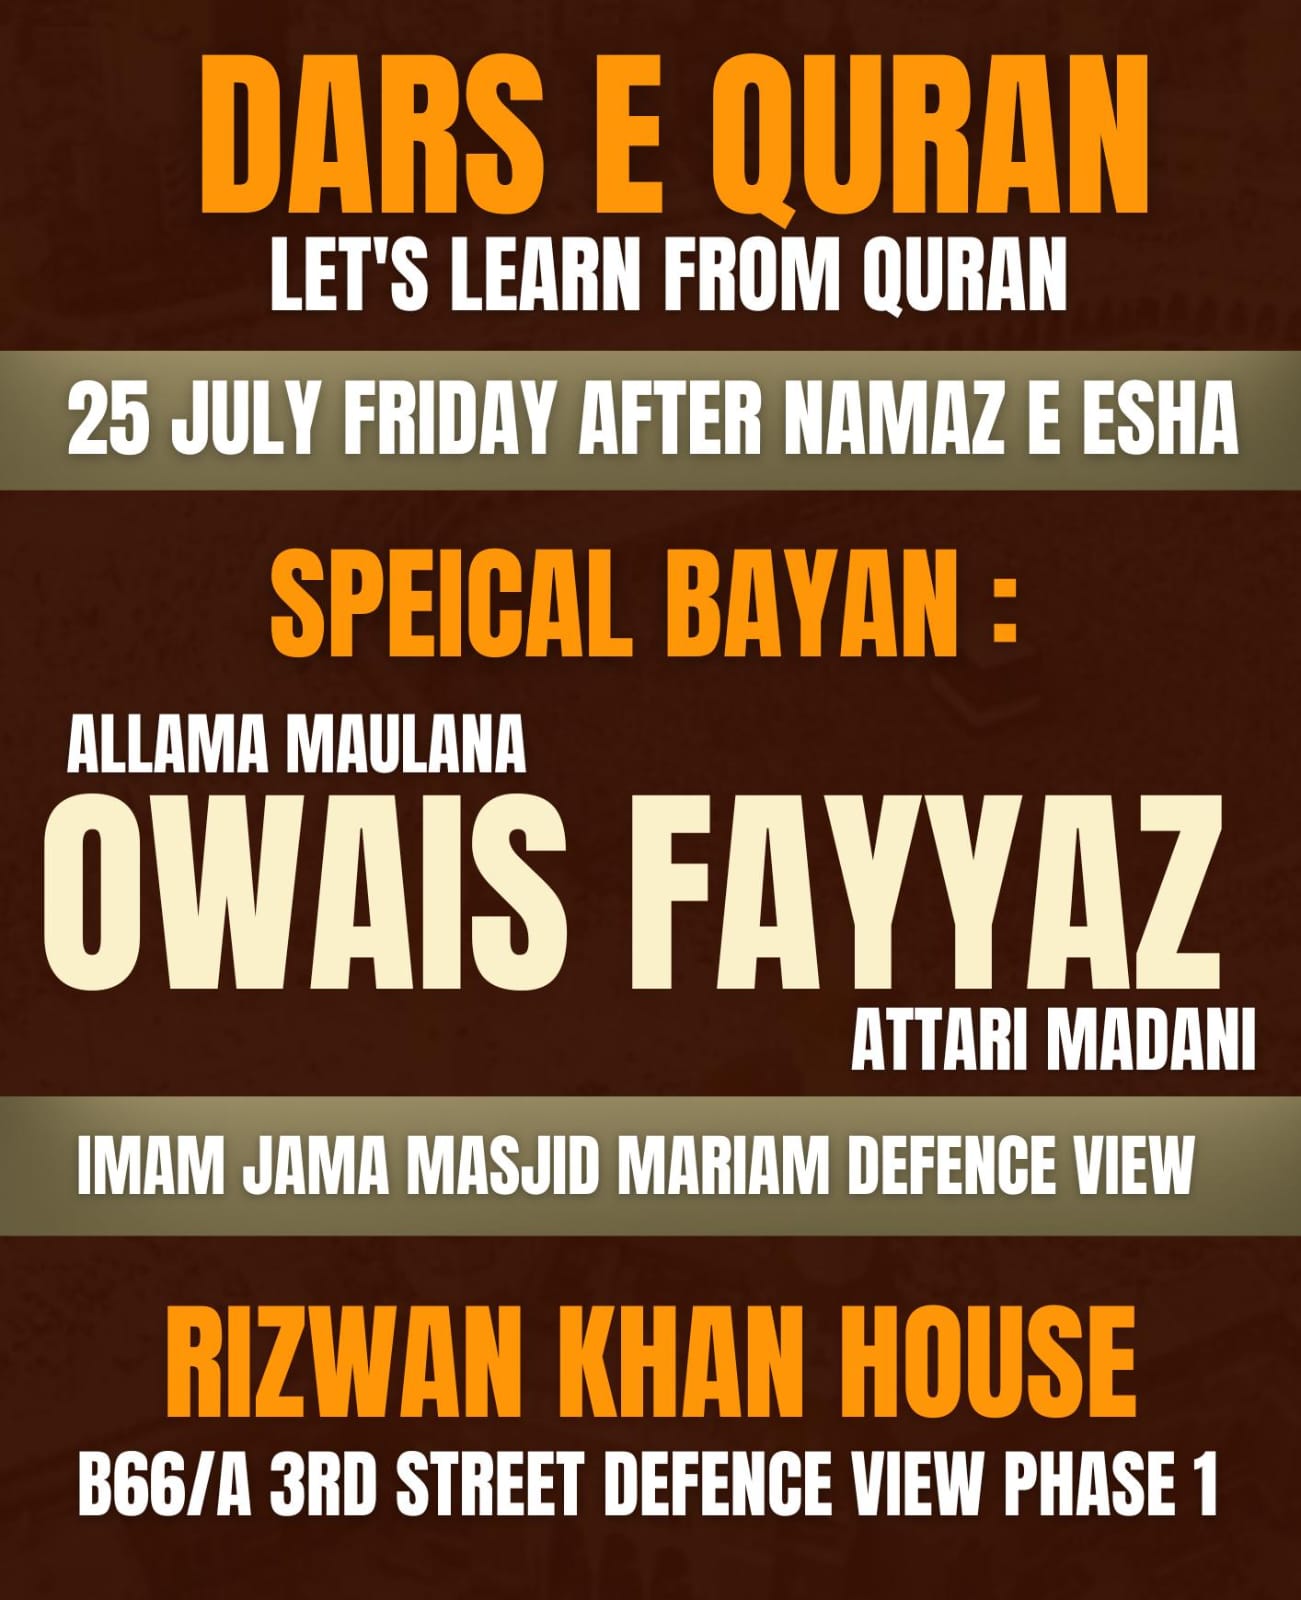 DARS E QURAN
LET'S LEARN FROM QURAN
25 JULY FRIDAY AFTER NAMAZ E ESHA
SPEICAL BAYAN :
ALLAMA MAULANA
OWAIS FAYYAZ
ATTARI MADANI
IMAM JAMA MASJID MARIAM DEFENCE VIEW
RIZWAN KHAN HOUSE
B66/A 3RD STREET DEFENCE VIEW PHASE 1